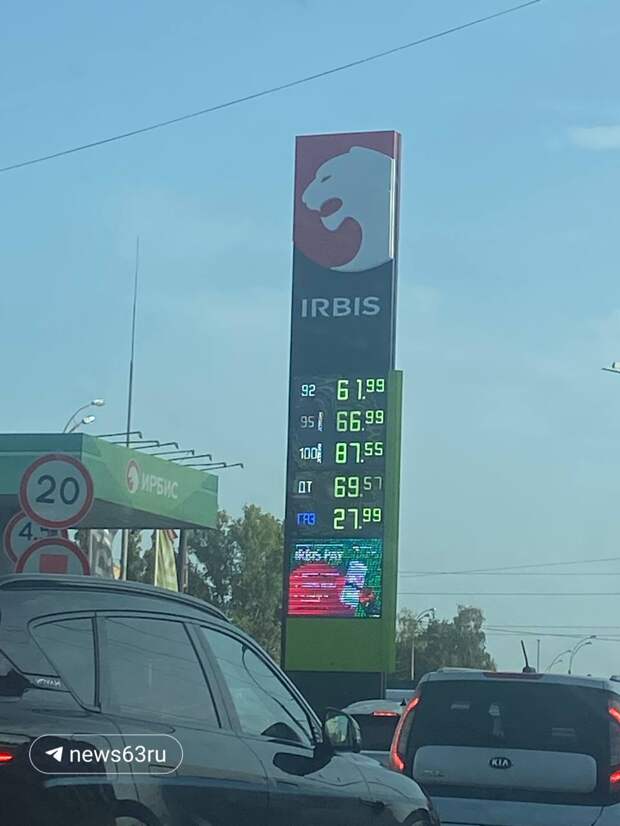 IRBIS
92 61.99
95 66.99
100 87.55
ДТ 69.57
ГАЗ 27.99
IRBIS PAY
ИРБИС
20
KIA
news63ru